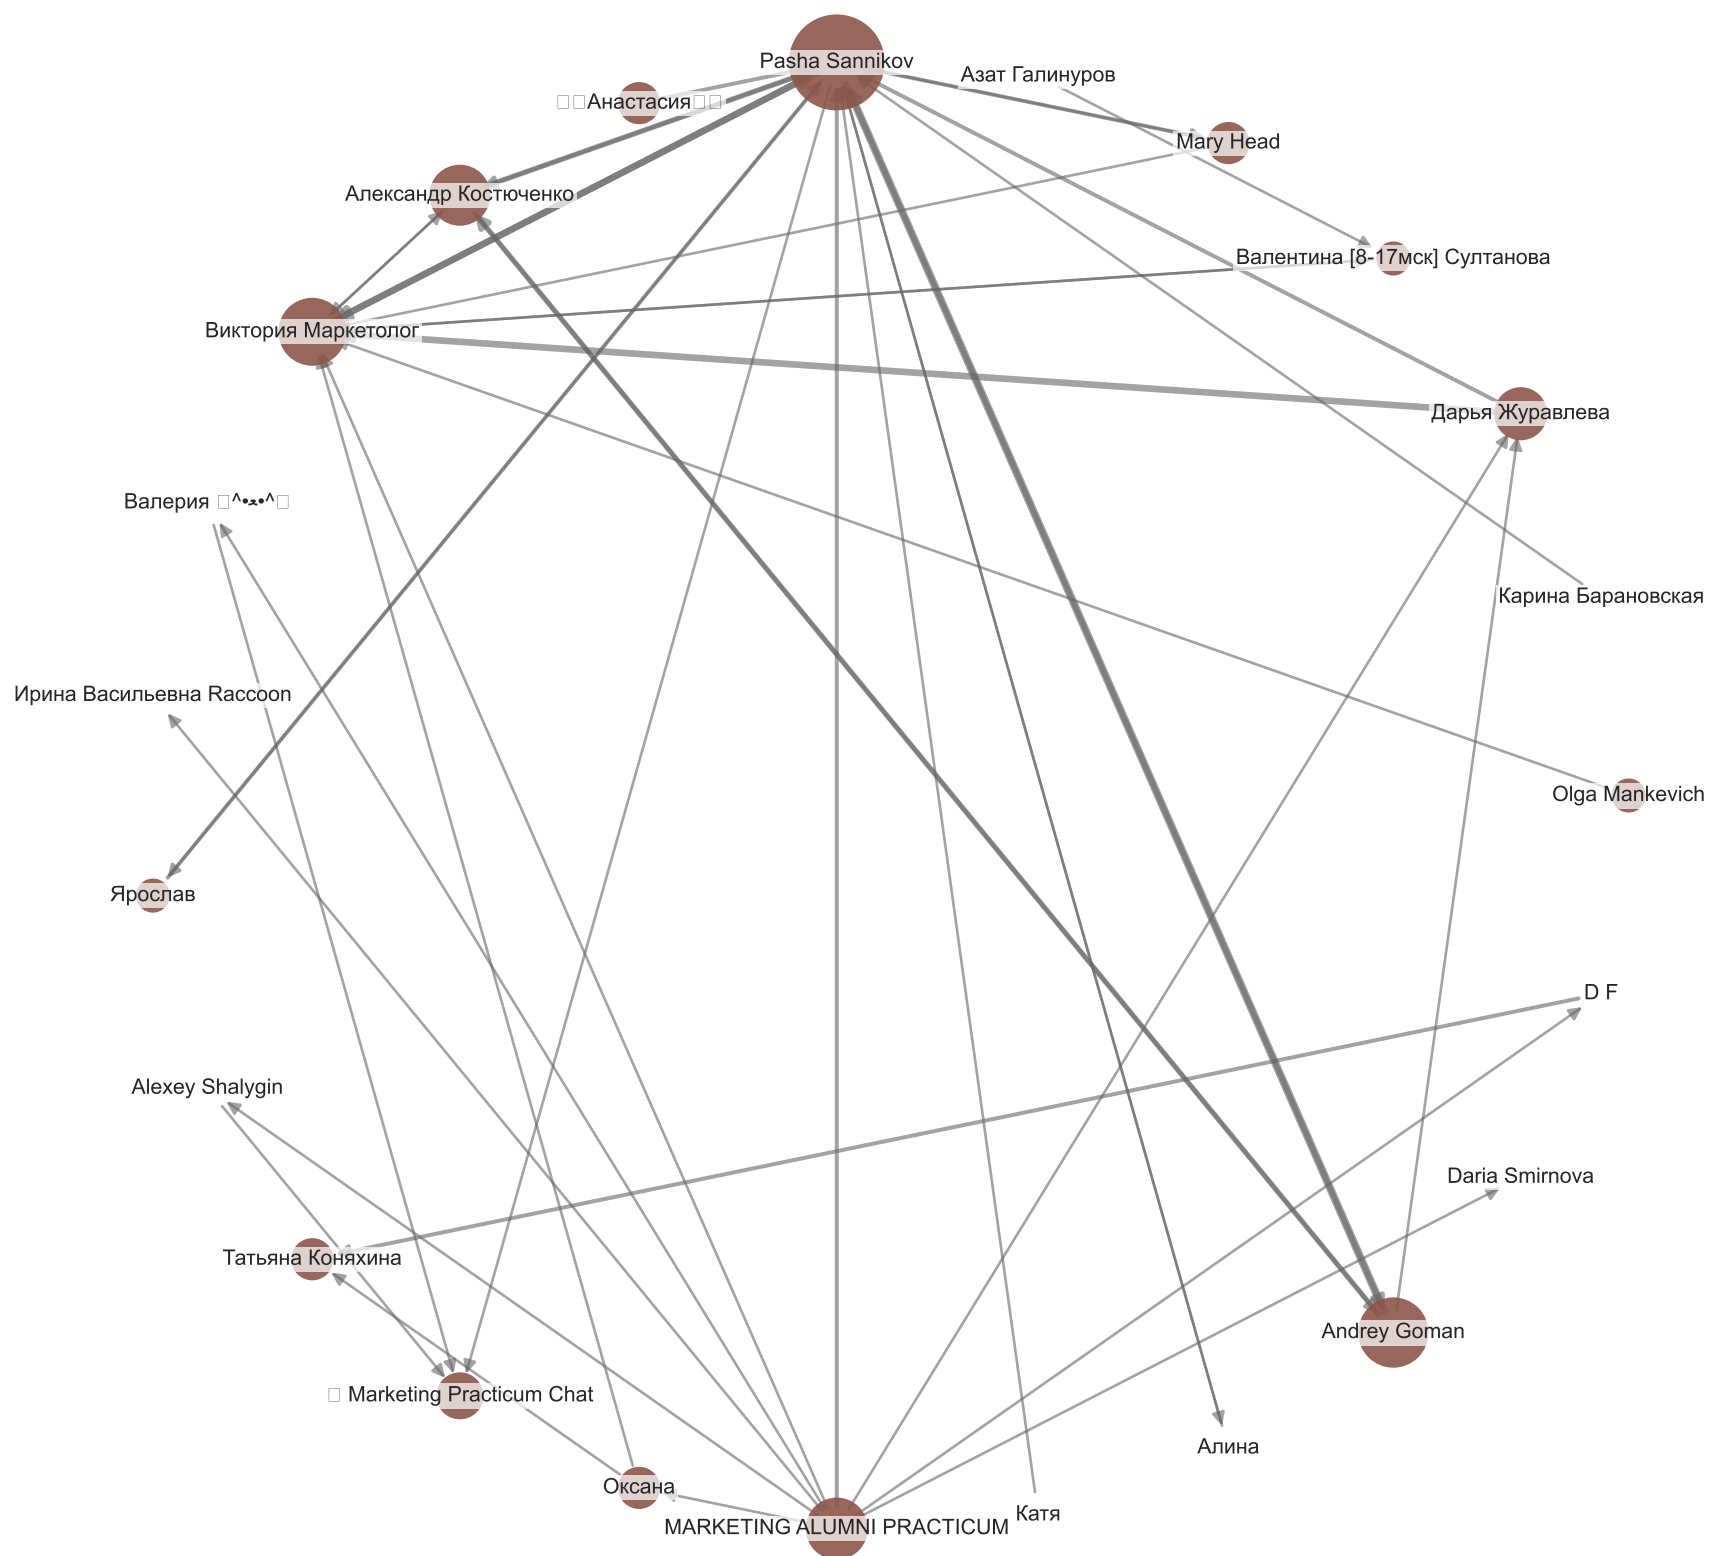 Pasha Sannikov
Азат Галинуров
Анастасия
Mary Head
Александр Костюченко
Валентина [8-17мск] Султанова
Виктория Маркетолог
Дарья Журавлева
Валерия ^•ﻌ•^
Карина Барановская
Ирина Васильевна Raccoon
Olga Mankevich
Ярослав
D F
Alexey Shalygin
Daria Smirnova
Татьяна Коняхина
Andrey Goman
Marketing Practicum Chat
Алина
Оксана
Катя
MARKETING ALUMNI PRACTICUM